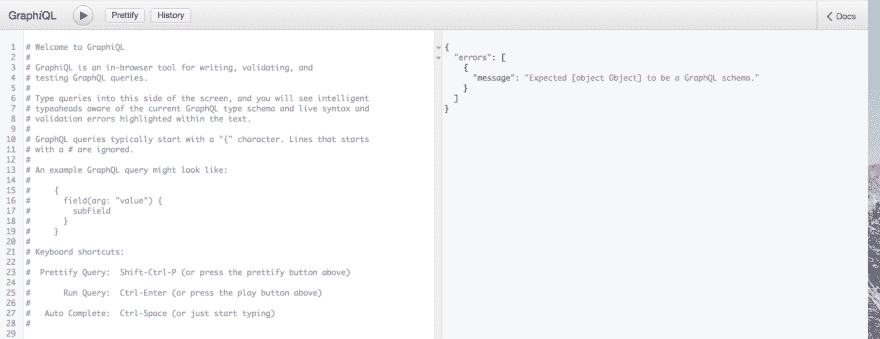 GraphiQL Prettify History < Docs
1 # Welcome to GraphiQL
2 #
3 # GraphiQL is an in-browser tool for writing, validating, and
4 # testing GraphQL queries.
5 #
6 # Type queries into this side of the screen, and you will see intelligent
7 # typeaheads aware of the current GraphQL type schema and live syntax and
8 # validation errors highlighted within the text.
9 #
10 # GraphQL queries typically start with a "{" character. Lines that starts
11 # with a # are ignored.
12 #
13 # An example GraphQL query might look like:
14 #
15 #     {
16 #       field(arg: "value") {
17 #         subField
18 #       }
19 #     }
20 #
21 # Keyboard shortcuts:
22 #
23 #  Prettify Query:  Shift-Ctrl-P (or press the prettify button above)
24 #
25 #       Run Query:  Ctrl-Enter (or press the play button above)
26 #
27 #   Auto Complete:  Ctrl-Space (or just start typing)
28 #
29
{
  "errors": [
    {
      "message": "Expected [object Object] to be a GraphQL schema."
    }
  ]
}